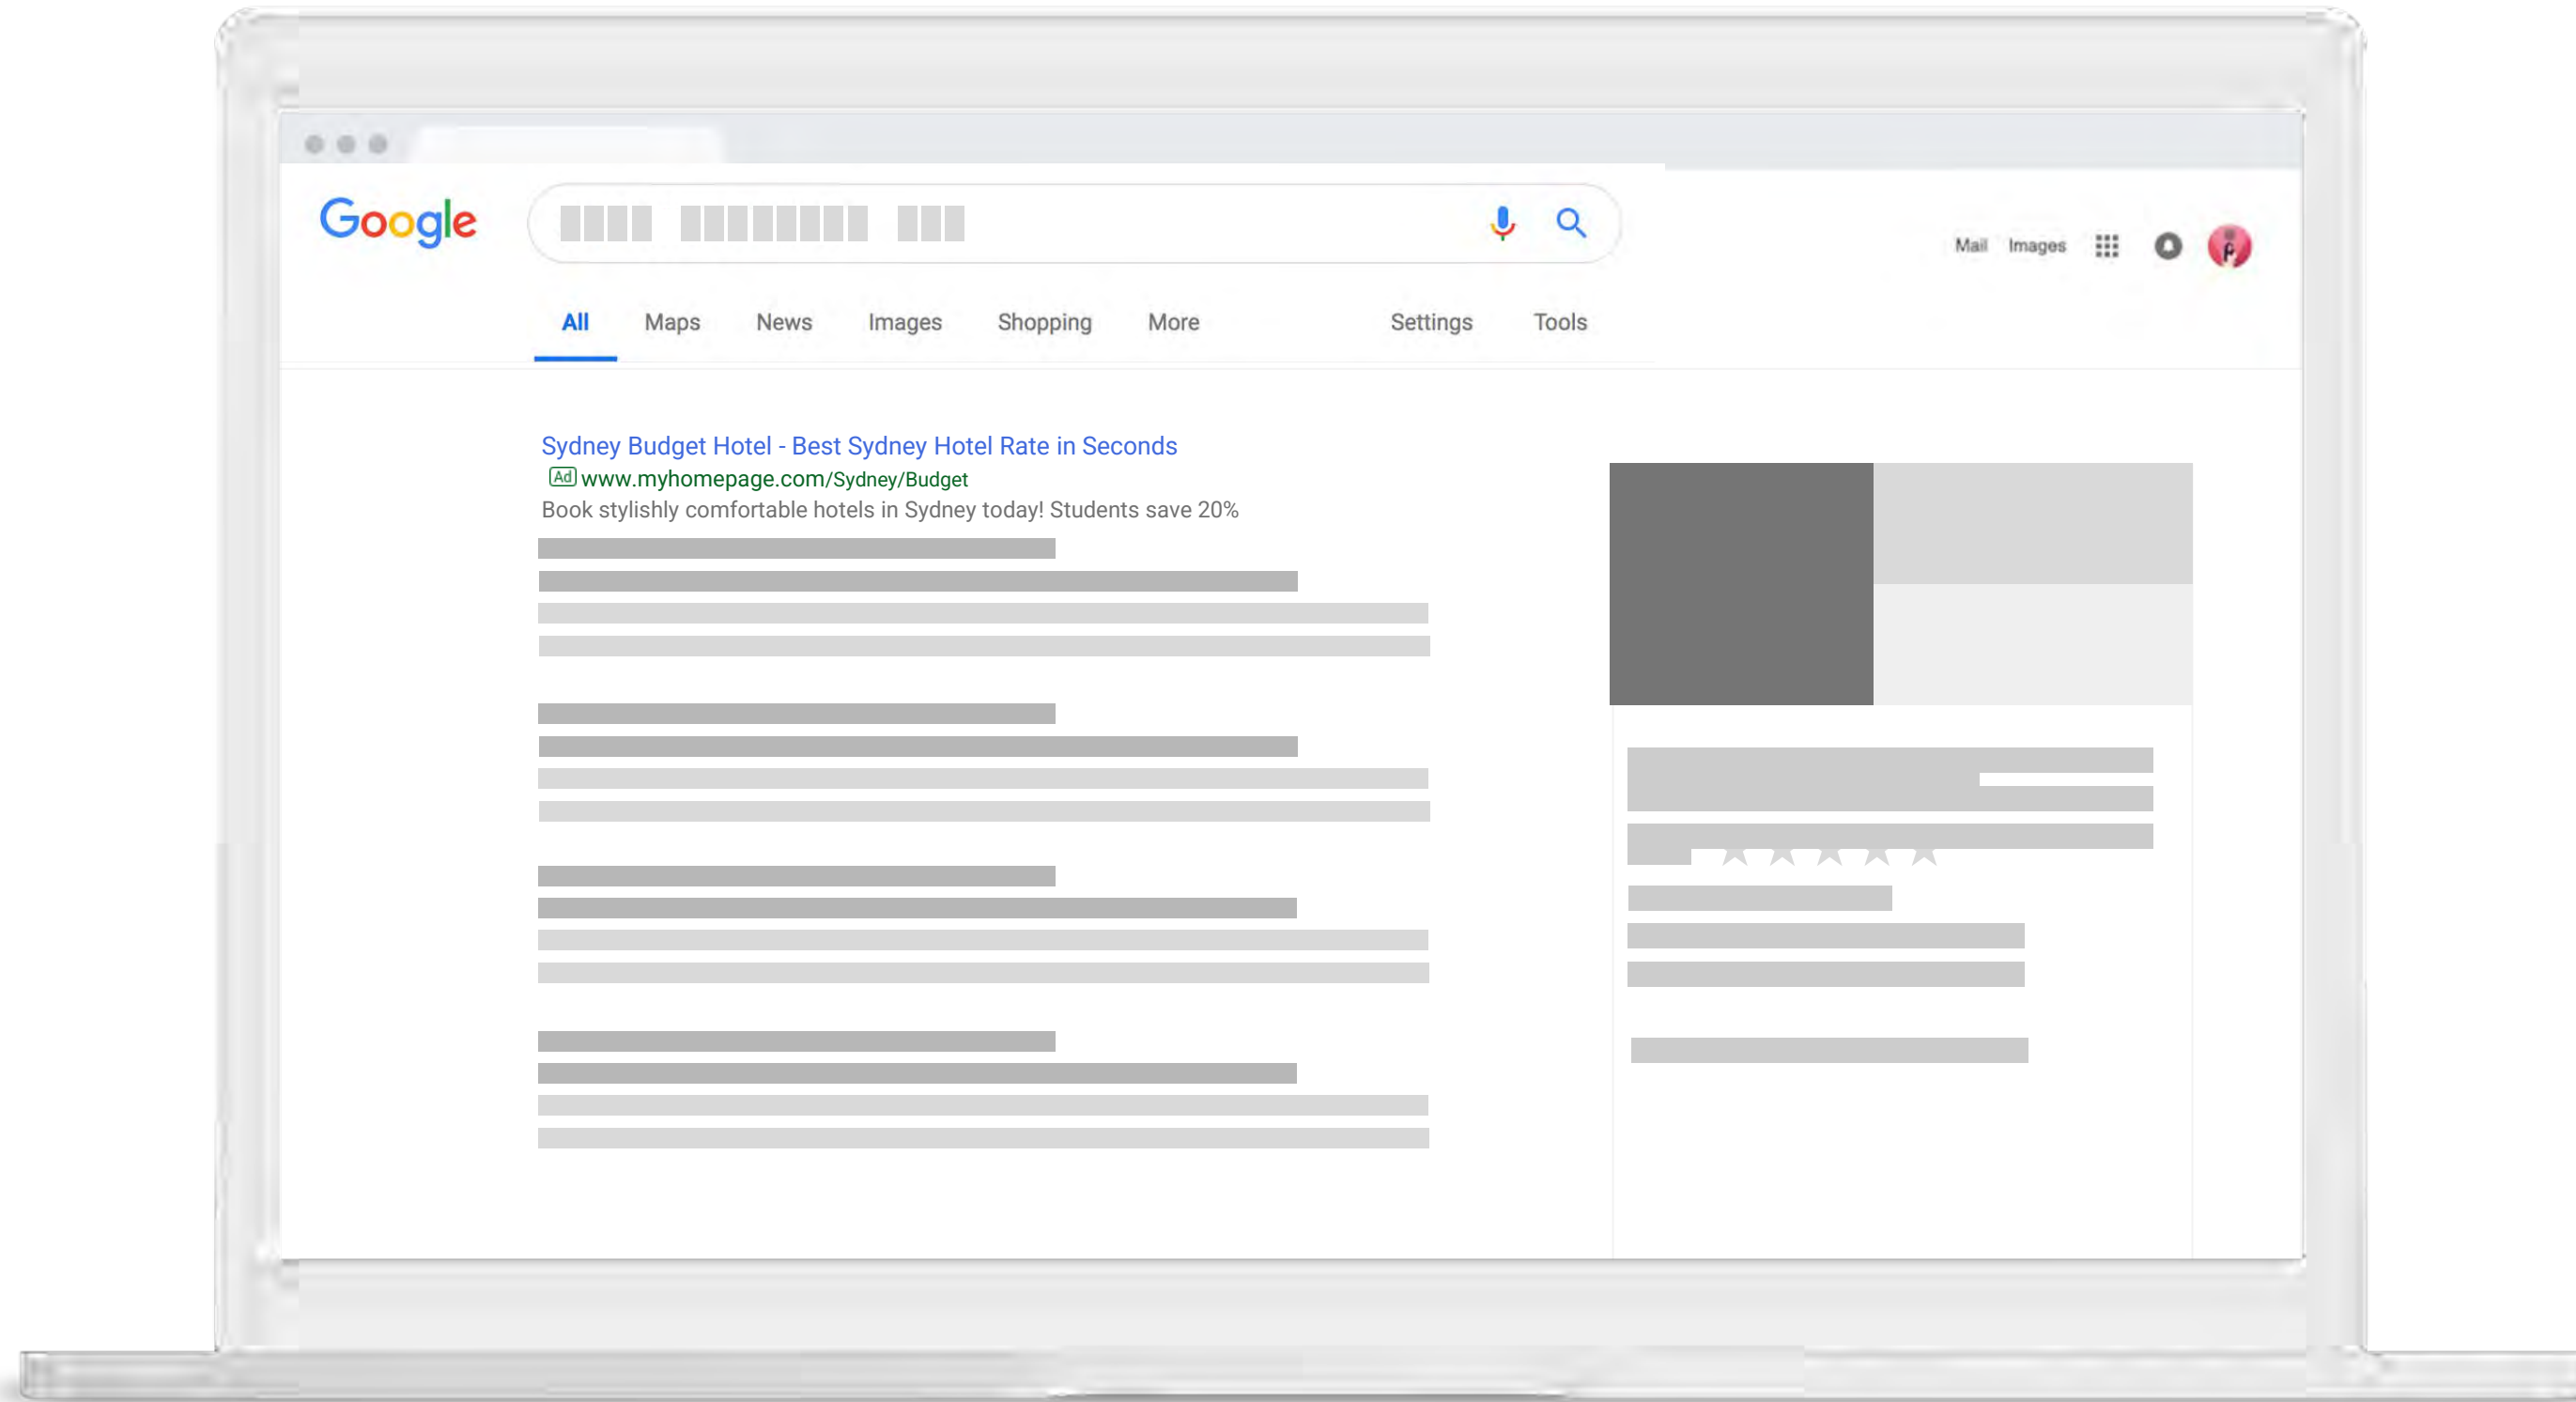 Google
Mail Images
All Maps News Images Shopping More Settings Tools
Sydney Budget Hotel - Best Sydney Hotel Rate in Seconds
Ad www.myhomepage.com/Sydney/Budget
Book stylishly comfortable hotels in Sydney today! Students save 20%